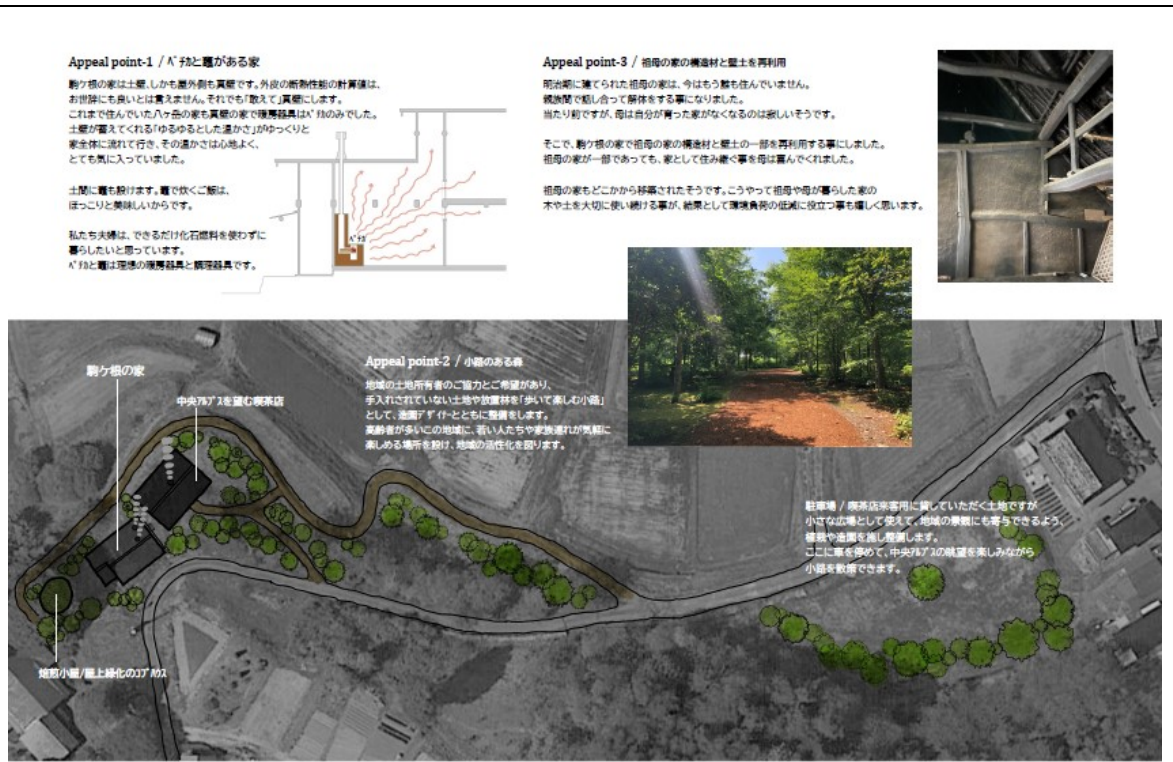 Appeal point-1 / ﾍﾟﾁｶと竈がある家
駒ケ根の家は土壁、しかも屋外側も真壁です。外皮の断熱性能の計算値は、
お世辞にも良いとは言えません。それでも「敢えて」真壁にします。
これまで住んでいた八ヶ岳の家も真壁の家で暖房器具はﾍﾟﾁｶのみでした。
土壁が蓄えてくれる「ゆるゆるとした温かさ」がゆっくりと
家全体に流れて行き、その温かさは心地よく、
とても気に入っていました。
土間に竈も設けます。竈で炊くご飯は、
ほっこりと美味しいからです。
私たち夫婦は、できるだけ化石燃料を使わずに
暮らしたいと思っています。
ﾍﾟﾁｶと竈は理想の暖房器具と調理器具です。
ﾍﾟﾁｶ
Appeal point-3 / 祖母の家の構造材と壁土を再利用
明治期に建てられた祖母の家は、今はもう誰も住んでいません。
親族間で話し合って解体をする事になりました。
当たり前ですが、母は自分が育った家がなくなるのは寂しいそうです。
そこで、駒ケ根の家で祖母の家の構造材と壁土の一部を再利用する事にしました。
祖母の家が一部であっても、家として住み継ぐ事を母は喜んでくれました。
祖母の家もどこかから移築されたそうです。こうやって祖母や母が暮らした家の
木や土を大切に使い続ける事が、結果として環境負荷の低減に役立つ事も嬉しく思います。
Appeal point-2 / 小路のある森
地域の土地所有者のご協力とご希望があり、
手入れされていない土地や放置林を「歩いて楽しむ小路」
として、造園ﾃﾞｻﾞｲﾅｰとともに整備をします。
高齢者が多いこの地域に、若い人たちや家族連れが気軽に
楽しめる場所を設け、地域の活性化を図ります。
駒ケ根の家
中央ｱﾙﾌﾟｽを望む喫茶店
駐車場 / 喫茶店来客用に貸していただく土地ですが
小さな広場として使えて、地域の景観にも寄与できるよう、
植栽や造園を施し整備します。
ここに車を停めて、中央ｱﾙﾌﾟｽの眺望を楽しみながら
小路を散策できます。
焙煎小屋/屋上緑化のｺﾌﾞﾊｳｽ